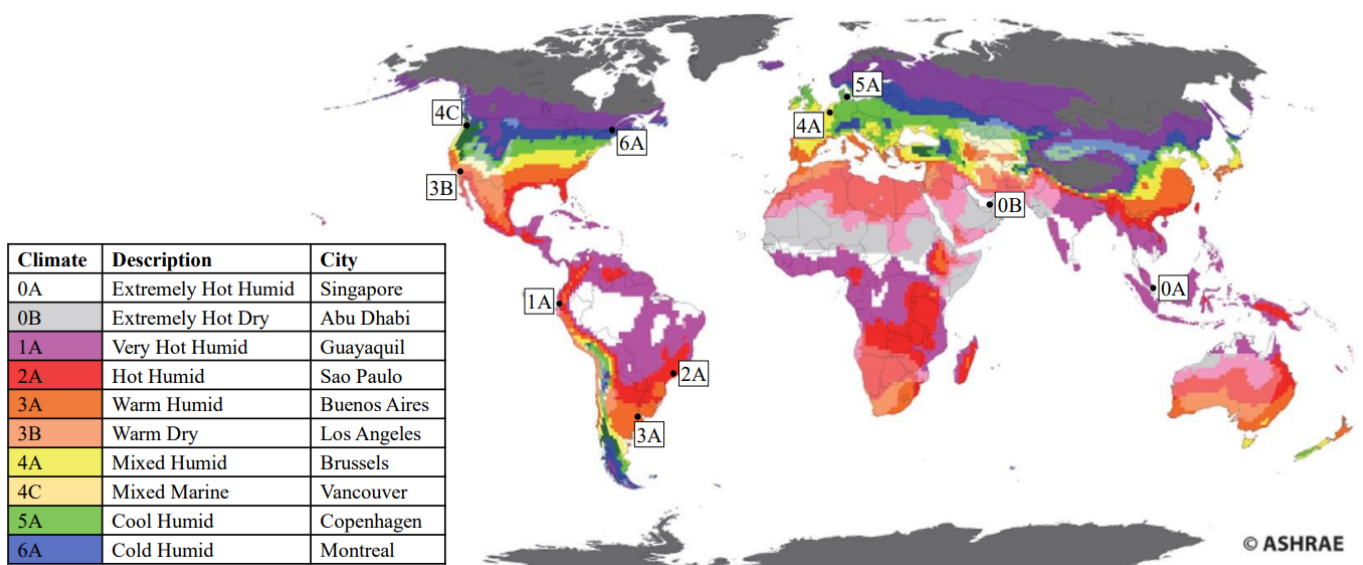 5A
4C
4A
6A
3B
0B
0A
1A
2A
3A
Climate Description City
0A Extremely Hot Humid Singapore
0B Extremely Hot Dry Abu Dhabi
1A Very Hot Humid Guayaquil
2A Hot Humid Sao Paulo
3A Warm Humid Buenos Aires
3B Warm Dry Los Angeles
4A Mixed Humid Brussels
4C Mixed Marine Vancouver
5A Cool Humid Copenhagen
6A Cold Humid Montreal
© ASHRAE